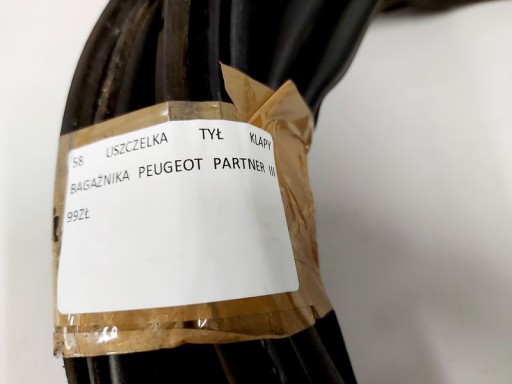 58 USZCZELKA TYŁ KLAPY
BAGAŻNIKA PEUGEOT PARTNER III
99ZŁ